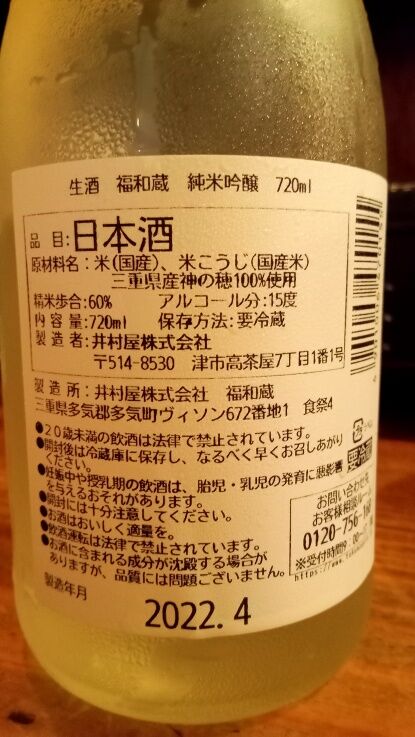 生酒 福和蔵 純米吟醸 720ml
品 目:日本酒
原材料名:米(国産)、米こうじ(国産米)
三重県産神の穂100%使用
精米歩合:60% アルコール分:15度
内 容 量:720ml 保存方法:要冷蔵
製 造 者:井村屋株式会社
〒514-8530 津市高茶屋7丁目1番1号
製 造 所:井村屋株式会社 福和蔵
三重県多気郡多気町ヴィソン672番地1 食祭4
●20歳未満の飲酒は法律で禁止されています。
●開封後は冷蔵庫に保存し、なるべく早くお召しあがり
ください。
●妊娠中や授乳期の飲酒は、胎児・乳児の発育に悪影響
を与えるおそれがあります。
●開封には十分注意してください。
●お酒はおいしく適量を。
●飲酒運転は法律で禁止されています。
●お酒に含まれる成分が沈殿する場合が
ありますが、品質には問題ございません。
要冷蔵
お問い合わせ先
お客様相談ルーム
0120-756-
※受付時間
製造年月
2022.4